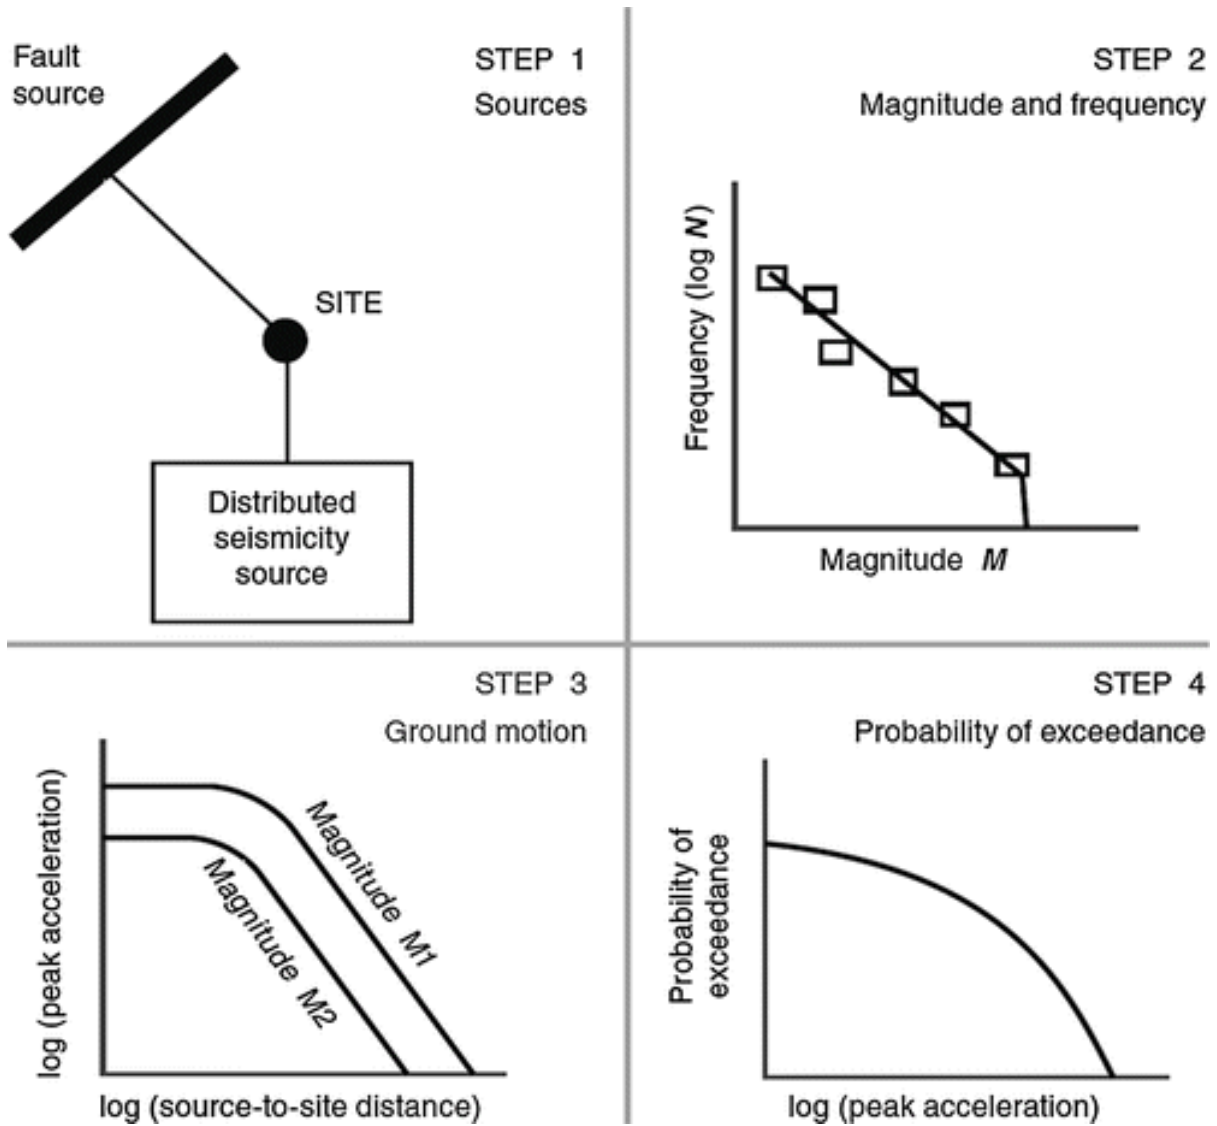 Fault
source
STEP 1
Sources
SITE
Distributed
seismicity
source
STEP 2
Magnitude and frequency
Frequency (log N)
Magnitude M
STEP 3
Ground motion
log (peak acceleration)
Magnitude M1
Magnitude M2
log (source-to-site distance)
STEP 4
Probability of exceedance
Probability of
exceedance
log (peak acceleration)